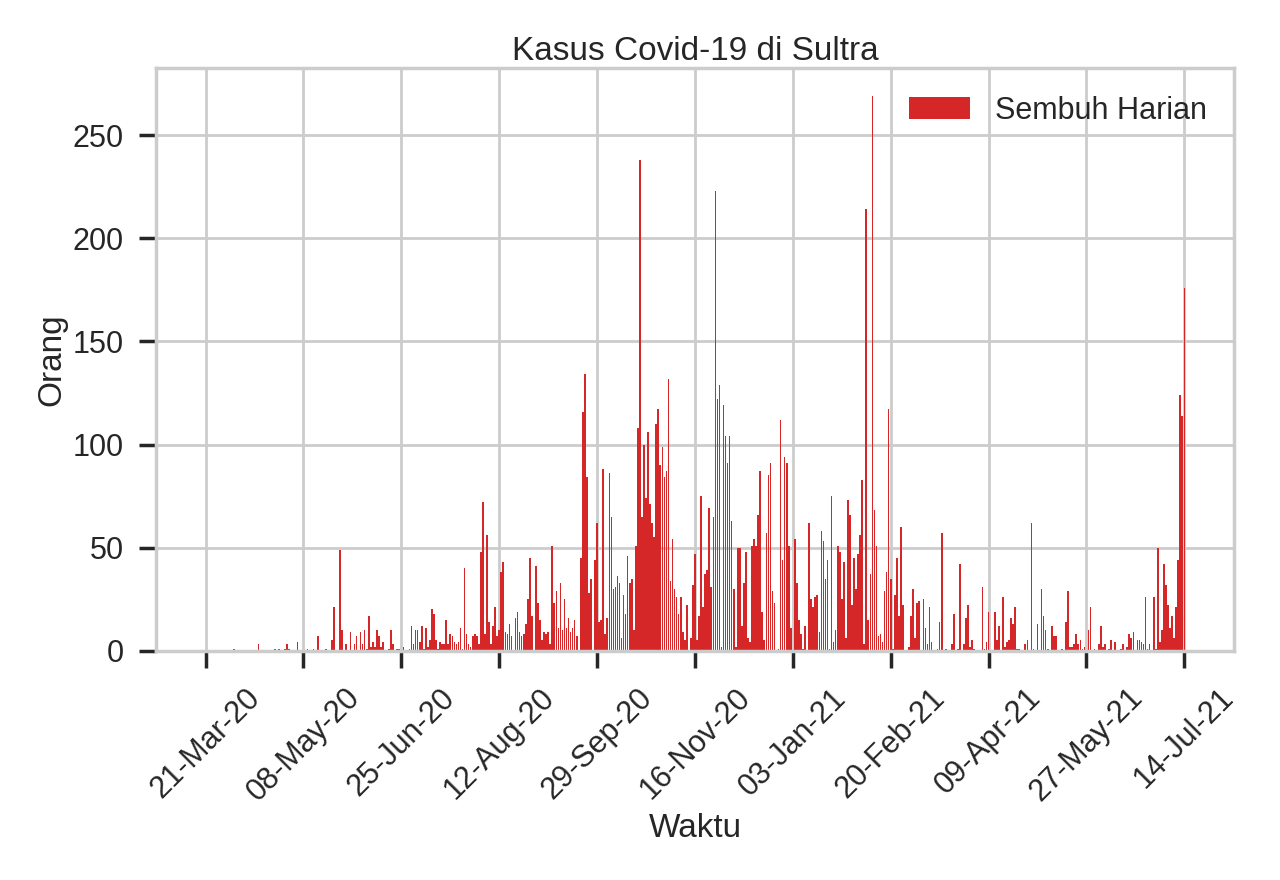 Kasus Covid-19 di Sultra
Sembuh Harian
Orang
250
200
150
100
50
0
21-Mar-20
08-May-20
25-Jun-20
12-Aug-20
29-Sep-20
16-Nov-20
03-Jan-21
20-Feb-21
09-Apr-21
27-May-21
14-Jul-21
Waktu